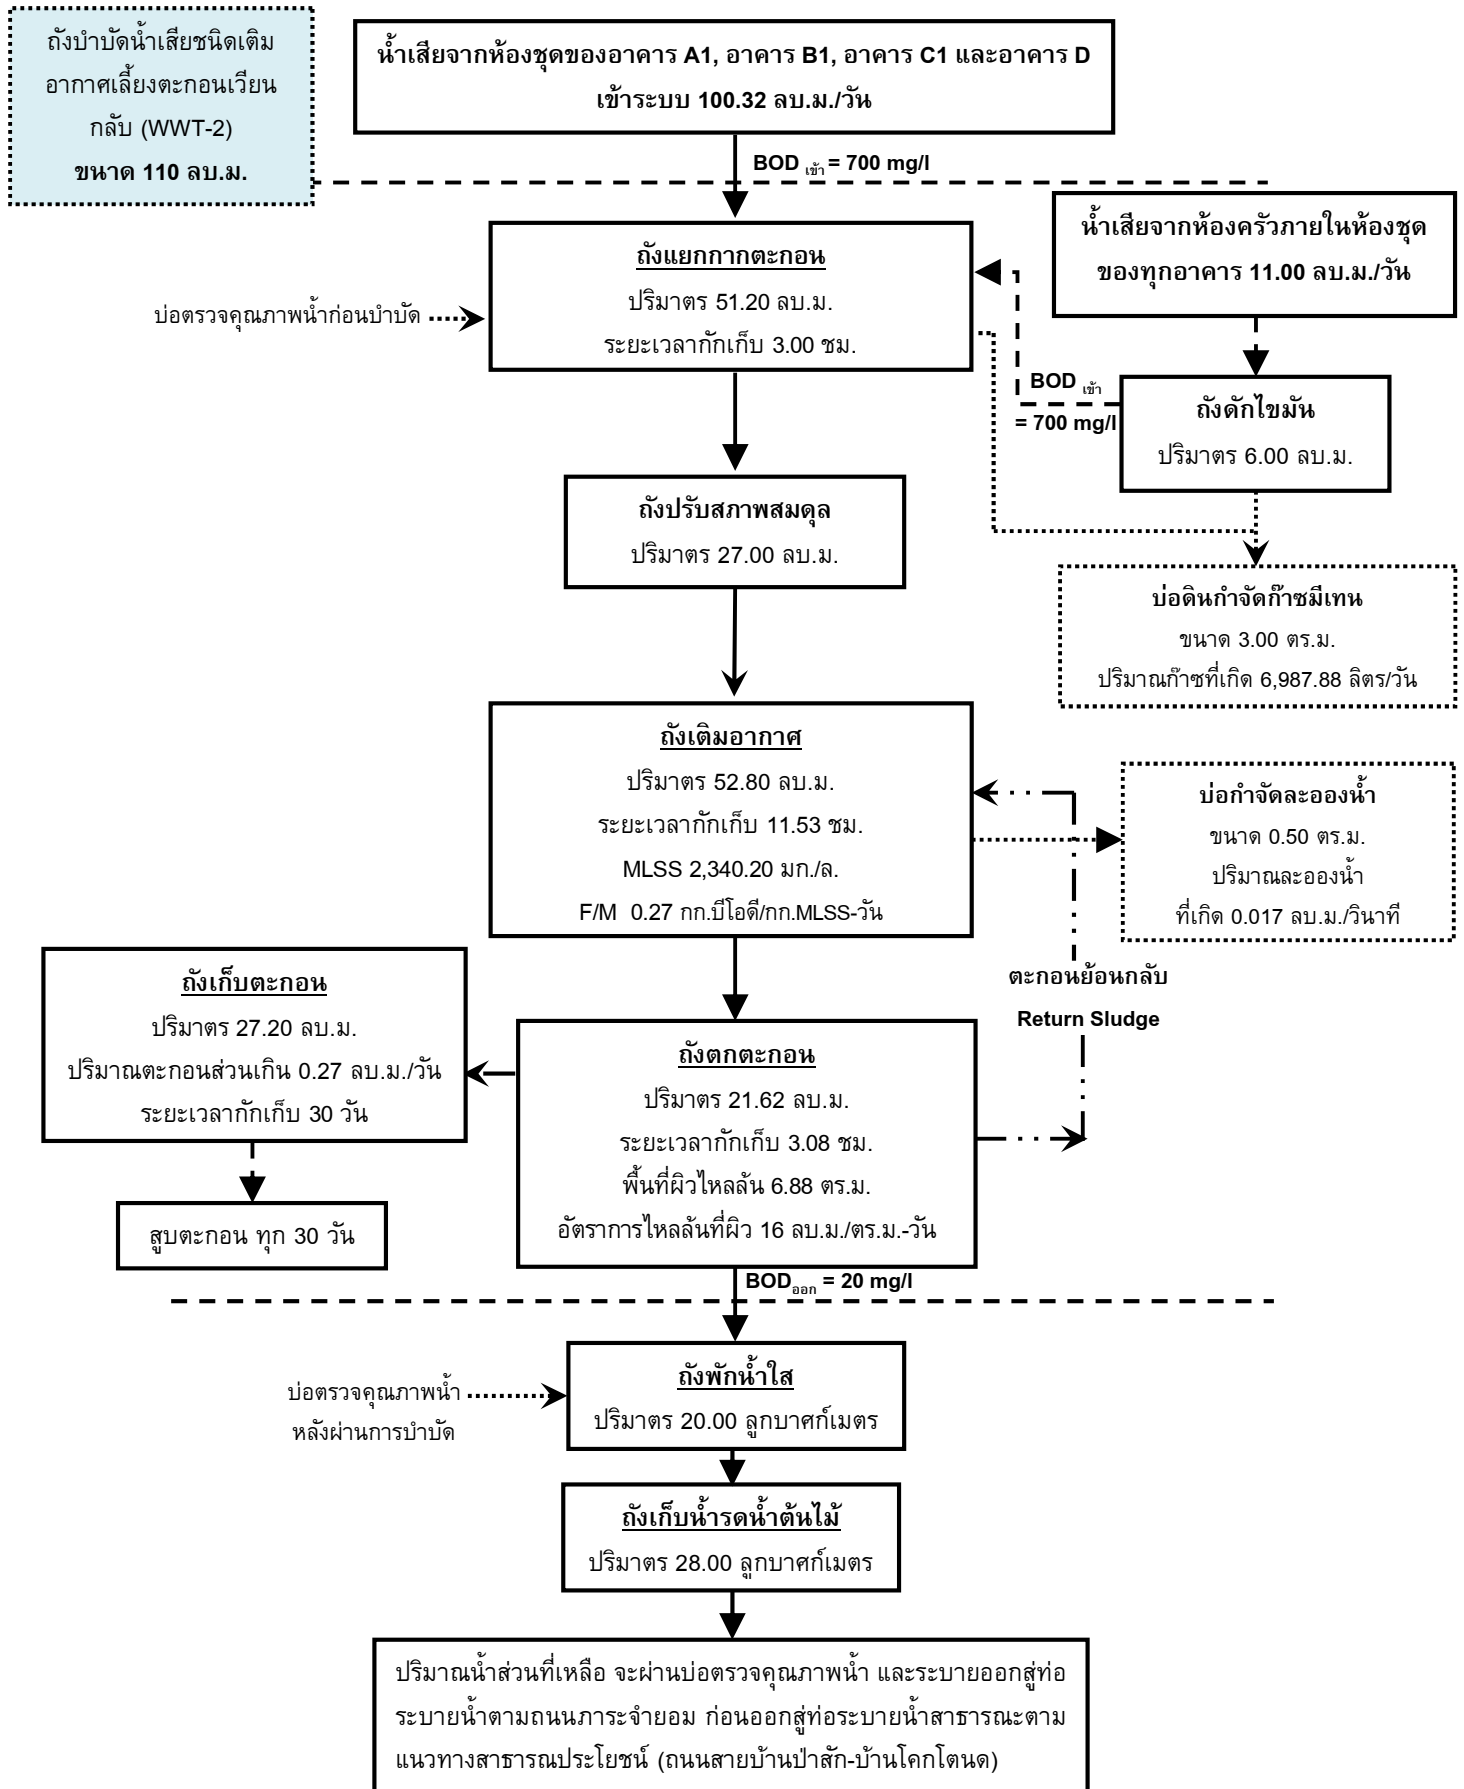 ถังบำบัดน้ำเสียชนิดเติม
อากาศเลี้ยงตะกอนเวียน
กลับ (WWT-2)
ขนาด 110 ลบ.ม.
น้ำเสียจากห้องชุดของอาคาร A1, อาคาร B1, อาคาร C1 และอาคาร D
เข้าระบบ 100.32 ลบ.ม./วัน
BOD เข้า = 700 mg/l
น้ำเสียจากห้องครัวภายในห้องชุด
ของทุกอาคาร 11.00 ลบ.ม./วัน
ถังแยกกากตะกอน
ปริมาตร 51.20 ลบ.ม.
ระยะเวลากักเก็บ 3.00 ชม.
บ่อตรวจคุณภาพน้ำก่อนบำบัด
BOD เข้า
= 700 mg/l
ถังดักไขมัน
ปริมาตร 6.00 ลบ.ม.
ถังปรับสภาพสมดุล
ปริมาตร 27.00 ลบ.ม.
บ่อดินกำจัดก๊าซมีเทน
ขนาด 3.00 ตร.ม.
ปริมาณก๊าซที่เกิด 6,987.88 ลิตร/วัน
ถังเติมอากาศ
ปริมาตร 52.80 ลบ.ม.
ระยะเวลากักเก็บ 11.53 ชม.
MLSS 2,340.20 มก./ล.
F/M 0.27 กก.บีโอดี/กก.MLSS-วัน
บ่อกำจัดละอองน้ำ
ขนาด 0.50 ตร.ม.
ปริมาณละอองน้ำ
ที่เกิด 0.017 ลบ.ม./วินาที
ตะกอนย้อนกลับ
Return Sludge
ถังเก็บตะกอน
ปริมาตร 27.20 ลบ.ม.
ปริมาณตะกอนส่วนเกิน 0.27 ลบ.ม./วัน
ระยะเวลากักเก็บ 30 วัน
ถังตกตะกอน
ปริมาตร 21.62 ลบ.ม.
ระยะเวลากักเก็บ 3.08 ชม.
พื้นที่ผิวไหลล้น 6.88 ตร.ม.
อัตราการไหลล้นที่ผิว 16 ลบ.ม./ตร.ม.-วัน
สูบตะกอน ทุก 30 วัน
BODออก = 20 mg/l
ถังพักน้ำใส
ปริมาตร 20.00 ลูกบาศก์เมตร
บ่อตรวจคุณภาพน้ำ
หลังผ่านการบำบัด
ถังเก็บน้ำรดน้ำต้นไม้
ปริมาตร 28.00 ลูกบาศก์เมตร
ปริมาณน้ำส่วนที่เหลือ จะผ่านบ่อตรวจคุณภาพน้ำ และระบายออกสู่ท่อ
ระบายน้ำตามถนนภาระจำยอม ก่อนออกสู่ท่อระบายน้ำสาธารณะตาม
แนวทางสาธารณประโยชน์ (ถนนสายบ้านป่าสัก-บ้านโคกโตนด)